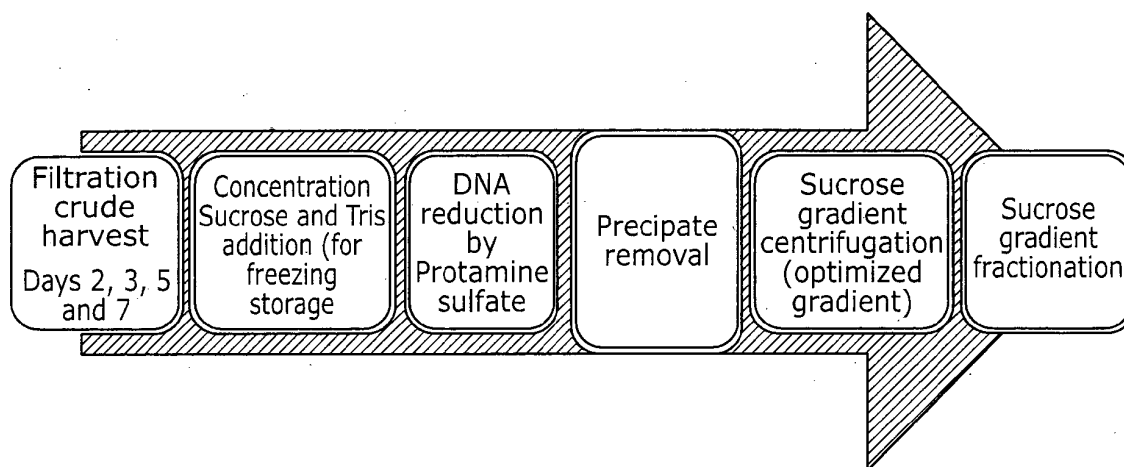 Filtration
crude
harvest
Days 2, 3, 5
and 7
Concentration
Sucrose and Tris
addition (for
freezing
storage
DNA
reduction
by
Protamine
sulfate
Precipate
removal
Sucrose
gradient
centrifugation
(optimized
gradient)
Sucrose
gradient
fractionation